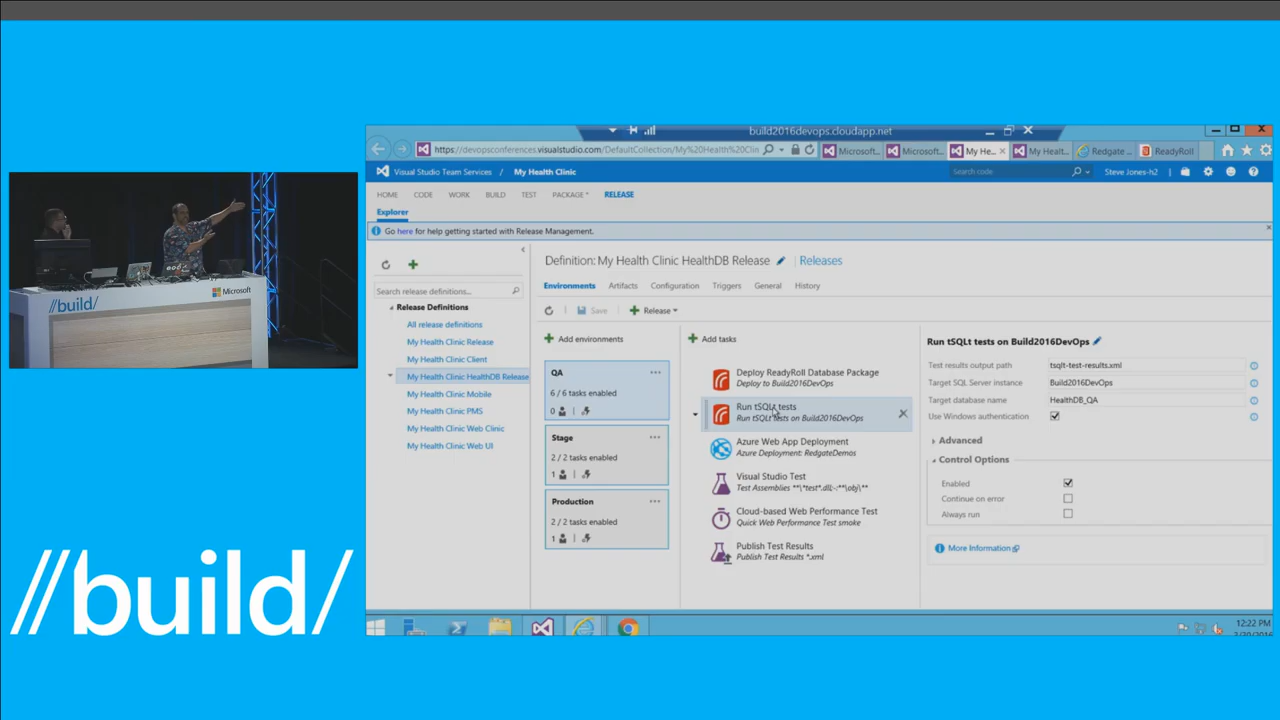 build2016devops.cloudapp.net
https://devopsconferences.visualstudio.com/DefaultCollection/My%20Health%20Clin
Microsoft...
Microsoft...
My He...
My Healt...
Redgate ...
ReadyRoll
Visual Studio Team Services / My Health Clinic
Search code...
Steve Jones-h2
HOME
CODE
WORK
BUILD
TEST
PACKAGE*
RELEASE
Explorer
Go here for help getting started with Release Management.
Search release definitions...
Release Definitions
All release definitions
My Health Clinic Release
My Health Clinic Client
My Health Clinic HealthDB Release
My Health Clinic Mobile
My Health Clinic PMS
My Health Clinic Web Clinic
My Health Clinic Web UI
Definition: My Health Clinic HealthDB Release
Releases
Environments
Artifacts
Configuration
Triggers
General
History
Save
Release
Add environments
QA
6 / 6 tasks enabled
0
Stage
2 / 2 tasks enabled
1
Production
2 / 2 tasks enabled
1
Add tasks
Deploy ReadyRoll Database Package
Deploy to Build2016DevOps
Run tSQLt tests
Run tSQLt tests on Build2016DevOps
Azure Web App Deployment
Azure Deployment: RedgateDemos
Visual Studio Test
Test Assemblies **\*test*.dll;-:**\obj\**
Cloud-based Web Performance Test
Quick Web Performance Test smoke
Publish Test Results
Publish Test Results *.xml
Run tSQLt tests on Build2016DevOps
Test results output path tsqlt-test-results.xml
Target SQL Server instance Build2016DevOps
Target database name HealthDB_QA
Use Windows authentication
Advanced
Control Options
Enabled
Continue on error
Always run
More Information
12:22 PM
//build/
Microsoft
//build/